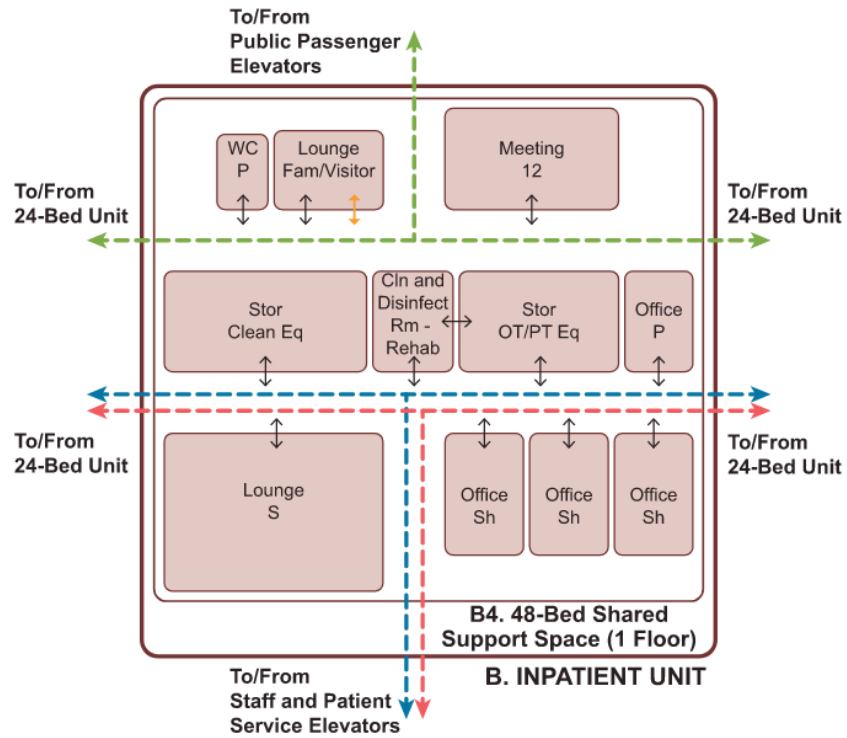 To/From
Public Passenger
Elevators
WC
P
Lounge
Fam/Visitor
Meeting
12
To/From
24-Bed Unit
To/From
24-Bed Unit
Stor
Clean Eq
Cln and
Disinfect
Rm -
Rehab
Stor
OT/PT Eq
Office
P
To/From
24-Bed Unit
To/From
24-Bed Unit
Lounge
S
Office
Sh
Office
Sh
Office
Sh
B4. 48-Bed Shared
Support Space (1 Floor)
B. INPATIENT UNIT
To/From
Staff and Patient
Service Elevators